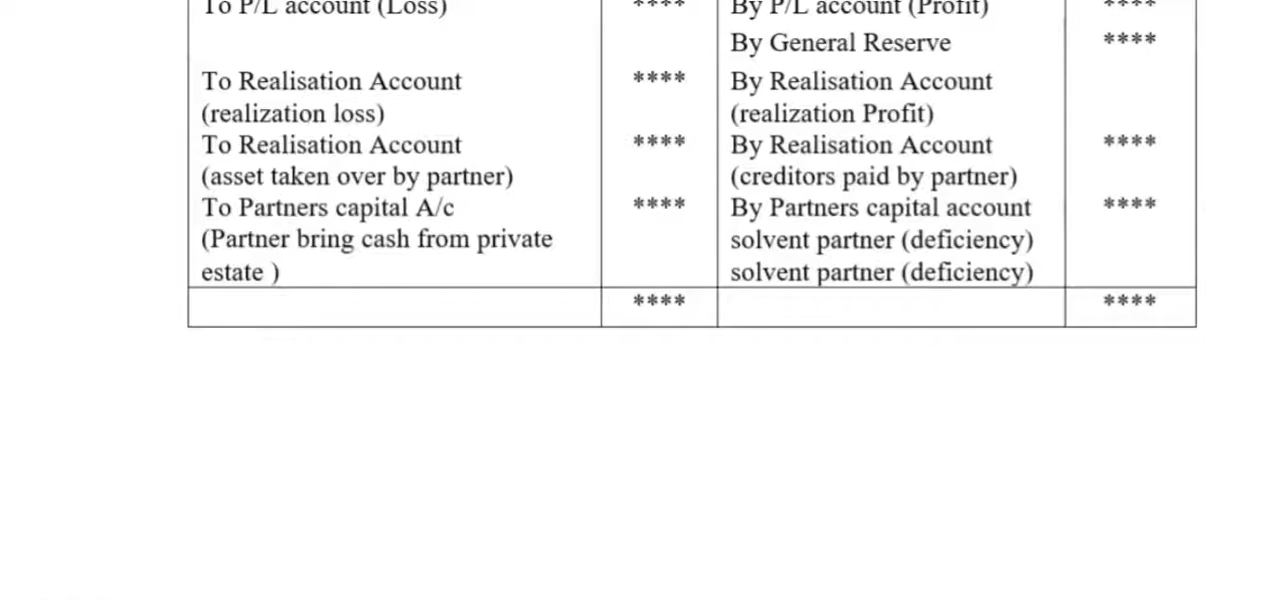 To P/L account (Loss) **** By P/L account (Profit) ****
By General Reserve ****
To Realisation Account **** By Realisation Account
(realization loss) (realization Profit)
To Realisation Account **** By Realisation Account ****
(asset taken over by partner) (creditors paid by partner)
To Partners capital A/c **** By Partners capital account ****
(Partner bring cash from private solvent partner (deficiency)
estate ) solvent partner (deficiency)
**** ****